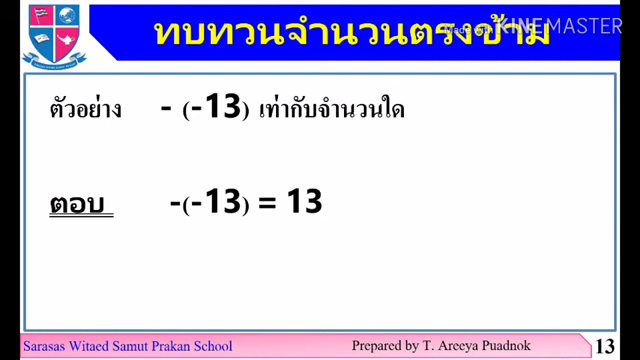 ทบทวนจำนวนตรงข้าม
Made with KINEMASTER
ตัวอย่าง - (-13) เท่ากับจำนวนใด
ตอบ -(-13) = 13
Sarasas Witaed Samut Prakan School
Prepared by T. Areeya Puadnok
13